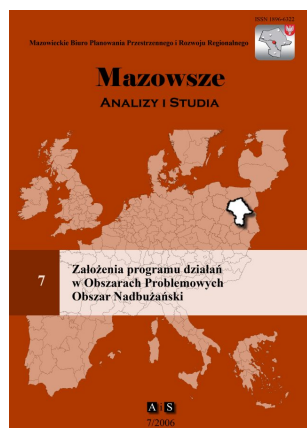 ISSN 1896-6322
Mazowieckie Biuro Planowania Przestrzennego i Rozwoju Regionalnego
Mazowsze
ANALIZY I STUDIA
7
Założenia programu działań
w Obszarach Problemowych
Obszar Nadbużański
A S
7/2006